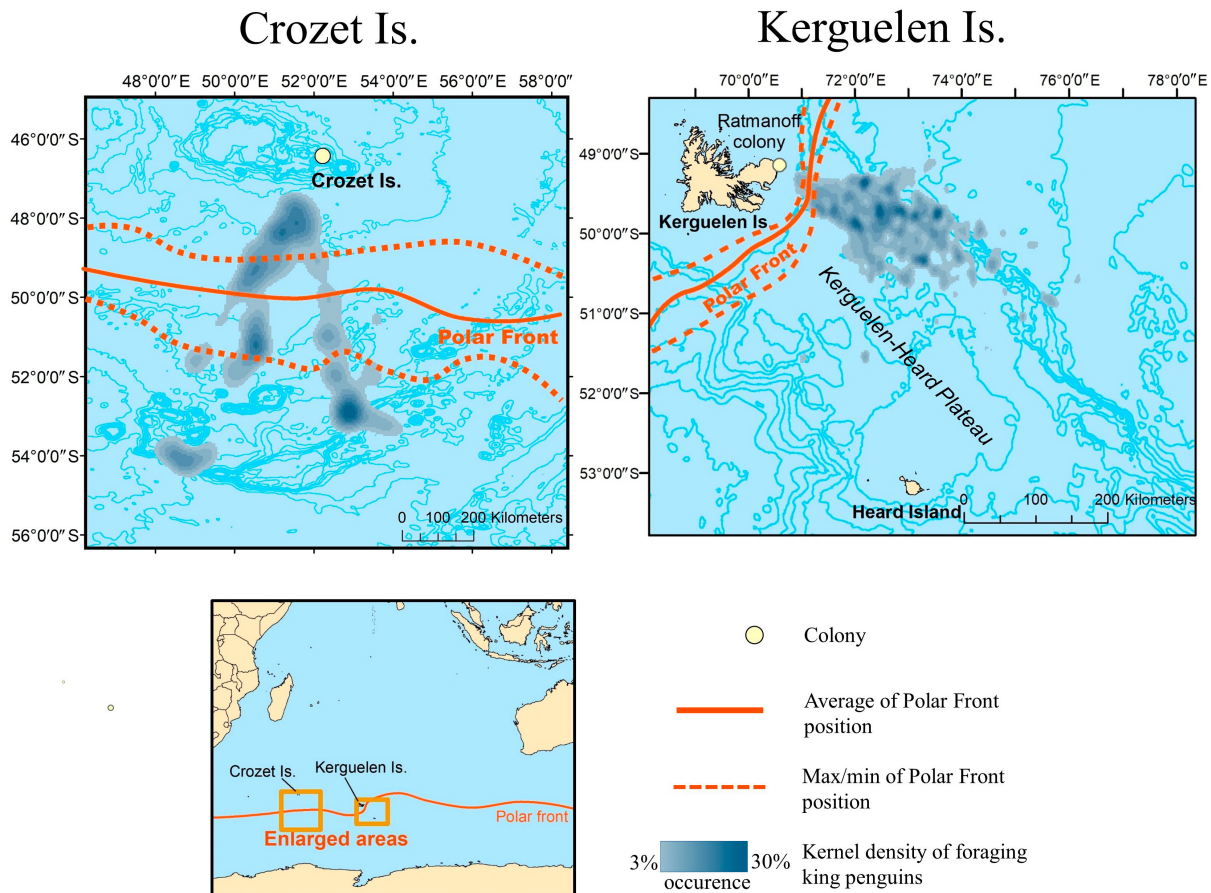 Crozet Is.
48°0'0"E 50°0'0"E 52°0'0"E 54°0'0"E 56°0'0"E 58°0'0"E
46°0'0"S
48°0'0"S
50°0'0"S
52°0'0"S
54°0'0"S
56°0'0"S
Crozet Is.
Polar Front
0 100 200 Kilometers
Kerguelen Is.
70°0'0"E 72°0'0"E 74°0'0"E 76°0'0"E 78°0'0"E
49°0'0"S
50°0'0"S
51°0'0"S
52°0'0"S
53°0'0"S
Ratmanoff
colony
Kerguelen Is.
Polar Front
Kerguelen-Heard Plateau
Heard Island
0 100 200 Kilometers
Crozet Is.
Kerguelen Is.
Polar front
Enlarged areas
Colony
Average of Polar Front
position
Max/min of Polar Front
position
3% 30%
occurence
Kernel density of foraging
king penguins